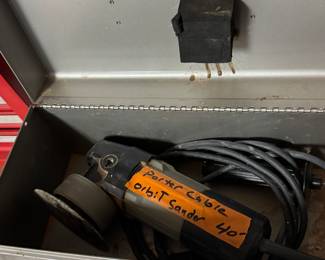 Porter Cable
Orbit Sander
40-